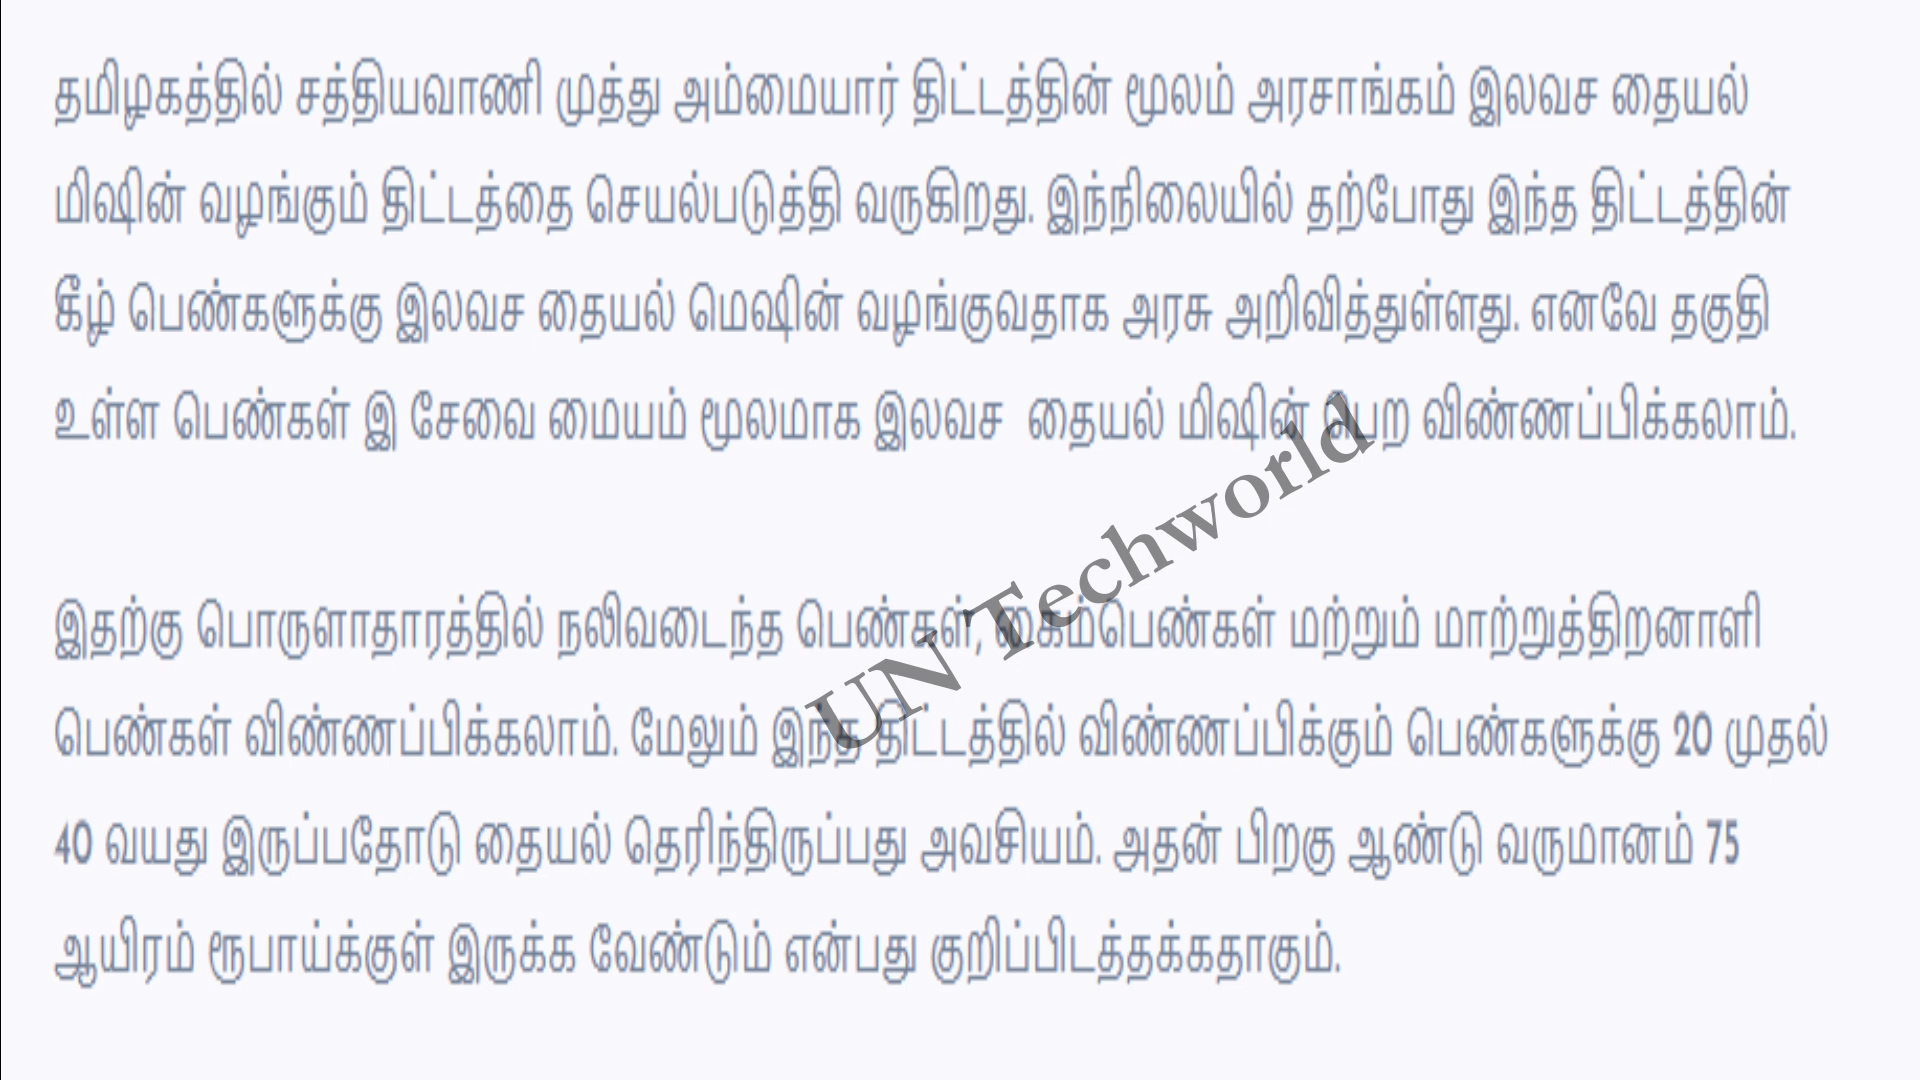 தமிழகத்தில் சத்தியவாணி முத்து அம்மையார் திட்டத்தின் மூலம் அரசாங்கம் இலவச தையல்
மிஷின் வழங்கும் திட்டத்தை செயல்படுத்தி வருகிறது. இந்நிலையில் தற்போது இந்த திட்டத்தின்
கீழ் பெண்களுக்கு இலவச தையல் மெஷின் வழங்குவதாக அரசு அறிவித்துள்ளது. எனவே தகுதி
உள்ள பெண்கள் இ சேவை மையம் மூலமாக இலவச தையல் மிஷின் பெற விண்ணப்பிக்கலாம்.
இதற்கு பொருளாதாரத்தில் நலிவடைந்த பெண்கள், கைம்பெண்கள் மற்றும் மாற்றுத்திறனாளி
பெண்கள் விண்ணப்பிக்கலாம். மேலும் இந்த திட்டத்தில் விண்ணப்பிக்கும் பெண்களுக்கு 20 முதல்
40 வயது இருப்பதோடு தையல் தெரிந்திருப்பது அவசியம். அதன் பிறகு ஆண்டு வருமானம் 75
ஆயிரம் ரூபாய்க்குள் இருக்க வேண்டும் என்பது குறிப்பிடத்தக்கதாகும்.
UN Techworld